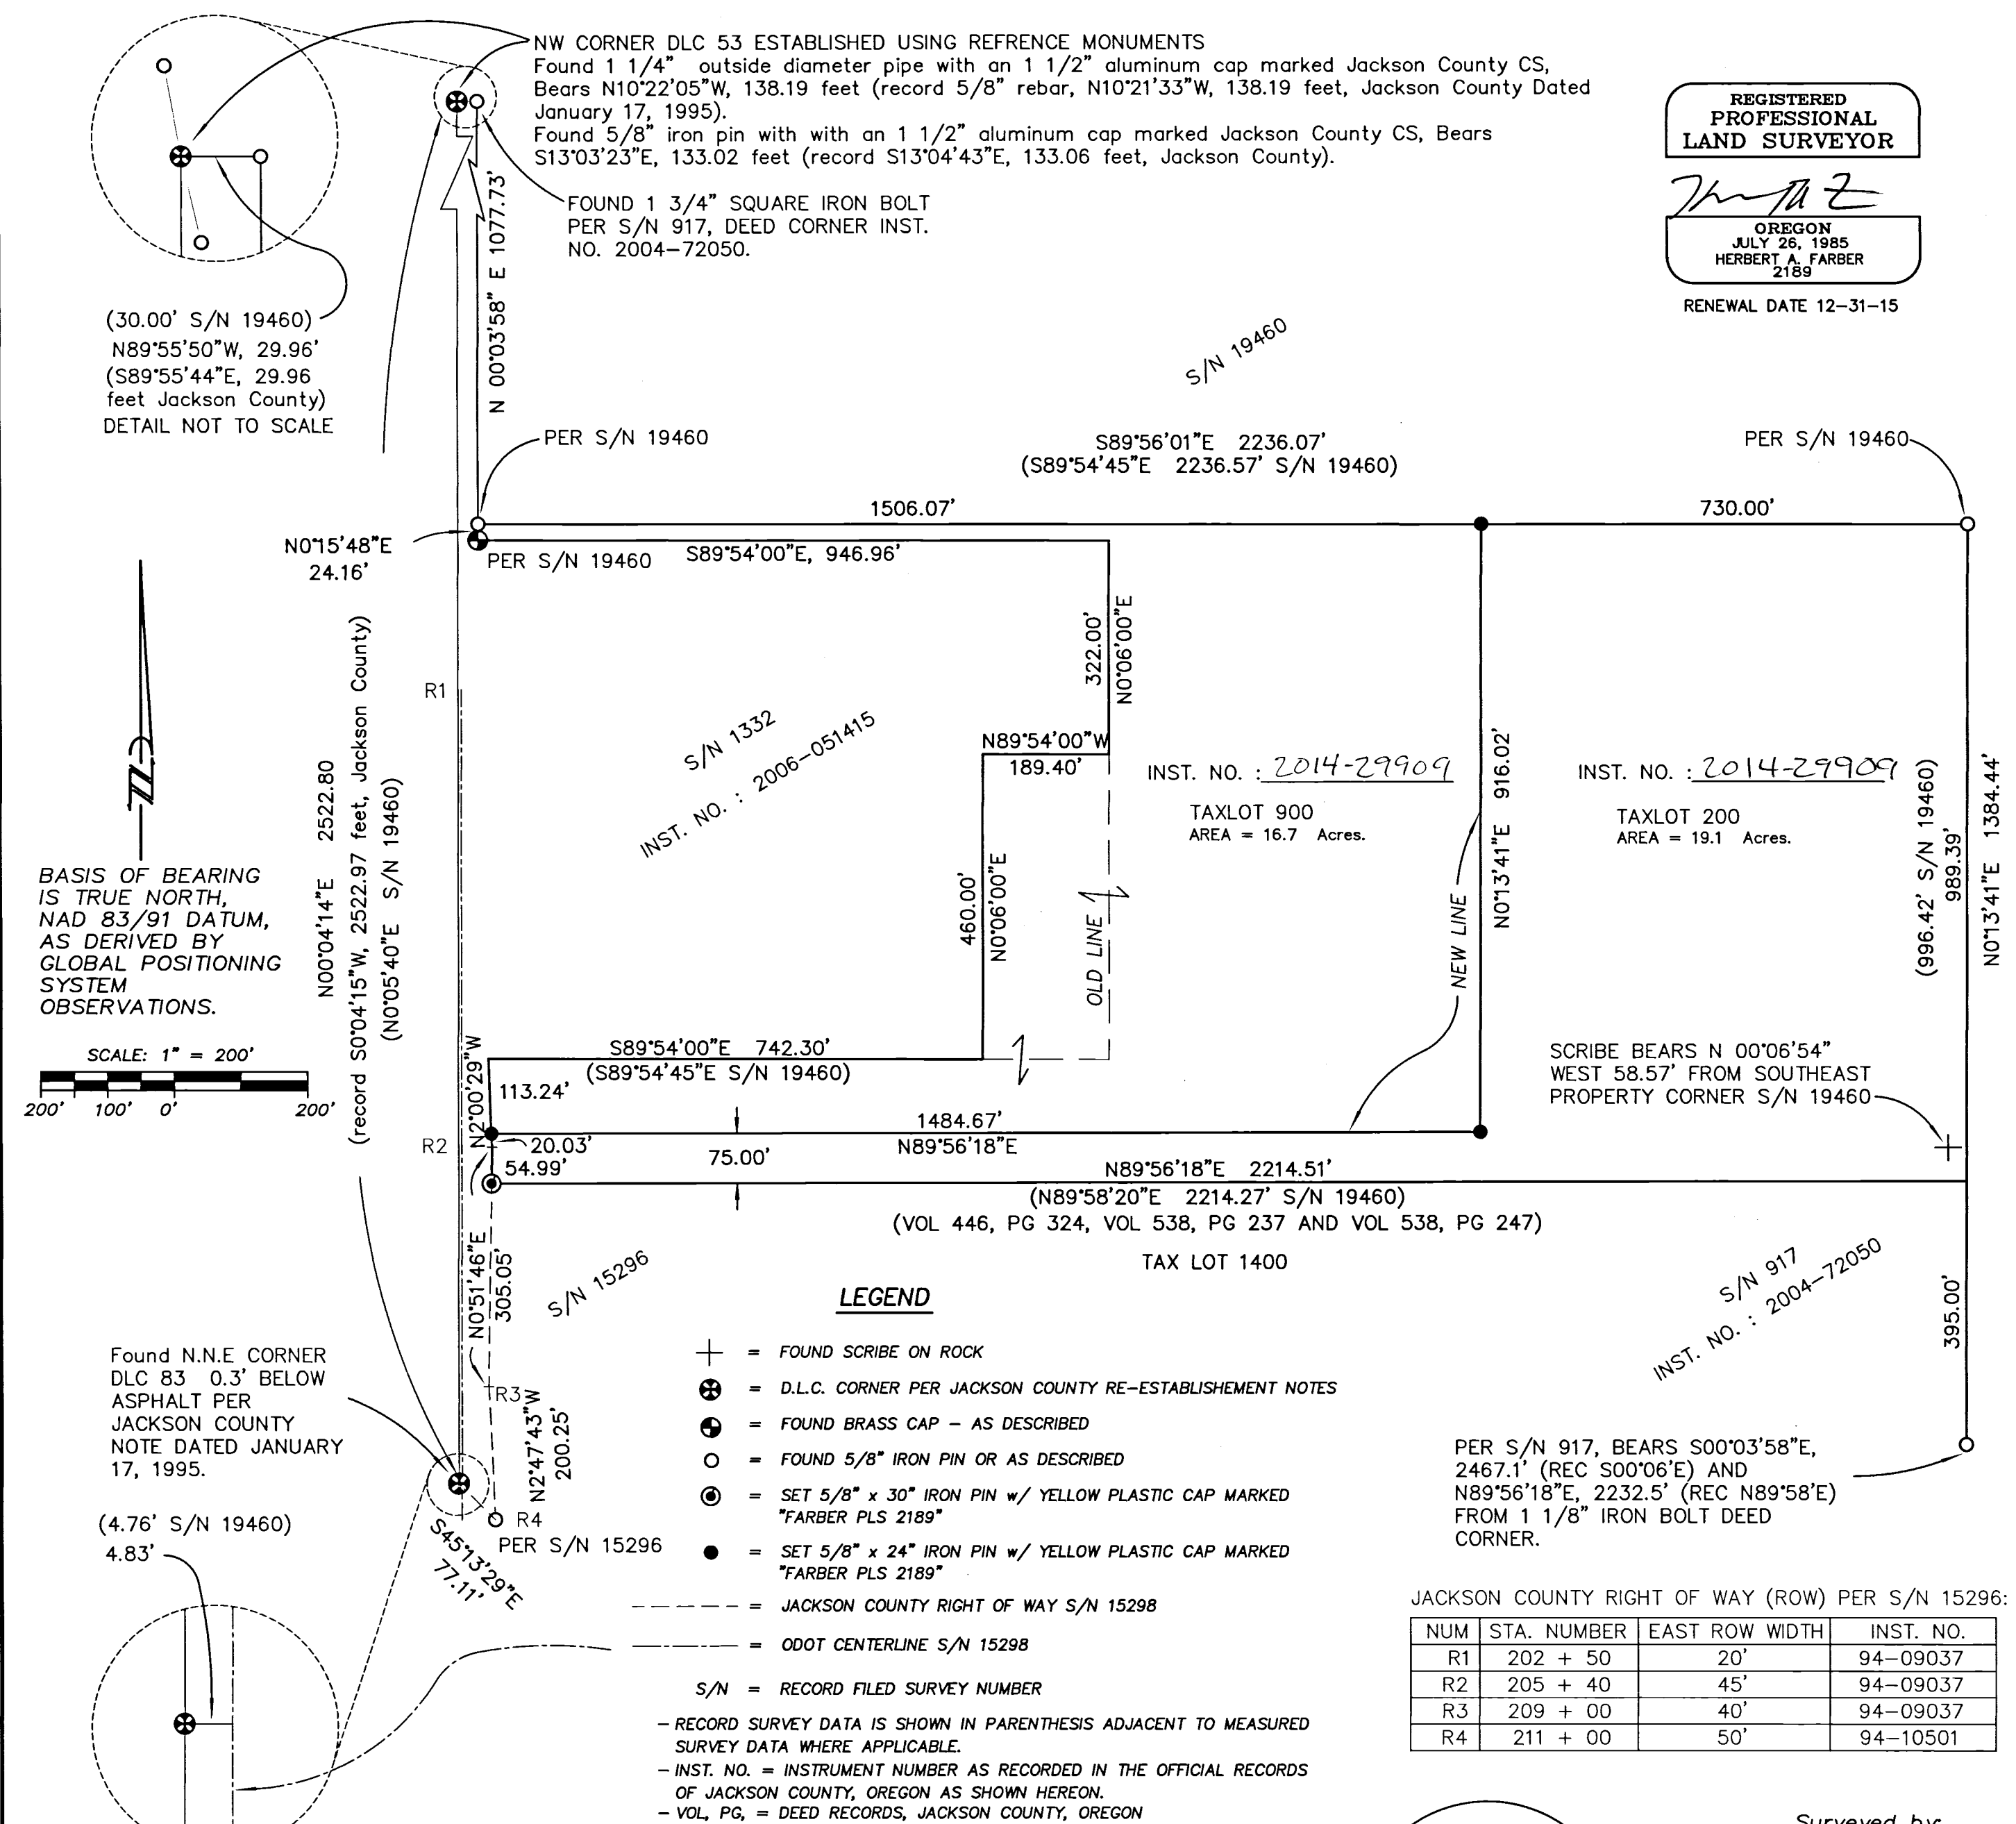 NW CORNER DLC 53 ESTABLISHED USING REFRENCE MONUMENTS
Found 1 1/4" outside diameter pipe with an 1 1/2" aluminum cap marked Jackson County CS,
Bears N10°22'05"W, 138.19 feet (record 5/8" rebar, N10°21'33"W, 138.19 feet, Jackson County Dated
January 17, 1995).
Found 5/8" iron pin with with an 1 1/2" aluminum cap marked Jackson County CS, Bears
S13°03'23"E, 133.02 feet (record S13°04'43"E, 133.06 feet, Jackson County).
FOUND 1 3/4" SQUARE IRON BOLT
PER S/N 917, DEED CORNER INST.
NO. 2004-72050.
REGISTERED
PROFESSIONAL
LAND SURVEYOR
OREGON
JULY 26, 1985
HERBERT A. FARBER
2189
RENEWAL DATE 12-31-15
(30.00' S/N 19460)
N89°55'50"W, 29.96'
(S89°55'44"E, 29.96
feet Jackson County)
DETAIL NOT TO SCALE
N 00°03'58" E 1077.73'
S/N 19460
PER S/N 19460
S89°56'01"E 2236.07'
(S89°54'45"E 2236.57' S/N 19460)
PER S/N 19460
1506.07'
730.00'
N0°15'48"E
24.16'
PER S/N 19460
S89°54'00"E, 946.96'
322.00'
N0°06'00"E
R1
S/N 1332
INST. NO. : 2006-051415
N89°54'00"W
189.40'
INST. NO. : 2014-29909
TAXLOT 900
AREA = 16.7 Acres.
N0°13'41"E 916.02'
INST. NO. : 2014-29909
TAXLOT 200
AREA = 19.1 Acres.
(996.42' S/N 19460)
989.39'
N0°13'41"E 1384.44'
BASIS OF BEARING
IS TRUE NORTH,
NAD 83/91 DATUM,
AS DERIVED BY
GLOBAL POSITIONING
SYSTEM
OBSERVATIONS.
N00°04'14"E 2522.80
(record S0°04'15"W, 2522.97 feet, Jackson County)
(N0°05'40"E S/N 19460)
460.00'
N0°06'00"E
OLD LINE
NEW LINE
SCALE: 1" = 200'
200' 100' 0' 200'
N2°00'29"W
113.24'
S89°54'00"E 742.30'
(S89°54'45"E S/N 19460)
SCRIBE BEARS N 00°06'54"
WEST 58.57' FROM SOUTHEAST
PROPERTY CORNER S/N 19460
R2
20.03'
54.99'
1484.67'
N89°56'18"E
75.00'
N89°56'18"E 2214.51'
(N89°58'20"E 2214.27' S/N 19460)
(VOL 446, PG 324, VOL 538, PG 237 AND VOL 538, PG 247)
TAX LOT 1400
N0°51'46"E
305.05'
S/N 15296
S/N 917
INST. NO. : 2004-72050
395.00'
Found N.N.E CORNER
DLC 83 0.3' BELOW
ASPHALT PER
JACKSON COUNTY
NOTE DATED JANUARY
17, 1995.
R3
N2°47'43"W
200.25'
R4
PER S/N 15296
S45°13'29"E
77.11'
(4.76' S/N 19460)
4.83'
LEGEND
= FOUND SCRIBE ON ROCK
= D.L.C. CORNER PER JACKSON COUNTY RE-ESTABLISHEMENT NOTES
= FOUND BRASS CAP - AS DESCRIBED
= FOUND 5/8" IRON PIN OR AS DESCRIBED
= SET 5/8" x 30" IRON PIN w/ YELLOW PLASTIC CAP MARKED
"FARBER PLS 2189"
= SET 5/8" x 24" IRON PIN w/ YELLOW PLASTIC CAP MARKED
"FARBER PLS 2189"
= JACKSON COUNTY RIGHT OF WAY S/N 15298
= ODOT CENTERLINE S/N 15298
S/N = RECORD FILED SURVEY NUMBER
- RECORD SURVEY DATA IS SHOWN IN PARENTHESIS ADJACENT TO MEASURED
SURVEY DATA WHERE APPLICABLE.
- INST. NO. = INSTRUMENT NUMBER AS RECORDED IN THE OFFICIAL RECORDS
OF JACKSON COUNTY, OREGON AS SHOWN HEREON.
- VOL, PG, = DEED RECORDS, JACKSON COUNTY, OREGON
PER S/N 917, BEARS S00°03'58"E,
2467.1' (REC S00°06'E) AND
N89°56'18"E, 2232.5' (REC N89°58'E)
FROM 1 1/8" IRON BOLT DEED
CORNER.
JACKSON COUNTY RIGHT OF WAY (ROW) PER S/N 15296:
NUM STA. NUMBER EAST ROW WIDTH INST. NO.
R1 202 + 50 20' 94-09037
R2 205 + 40 45' 94-09037
R3 209 + 00 40' 94-09037
R4 211 + 00 50' 94-10501
Surveyed by: